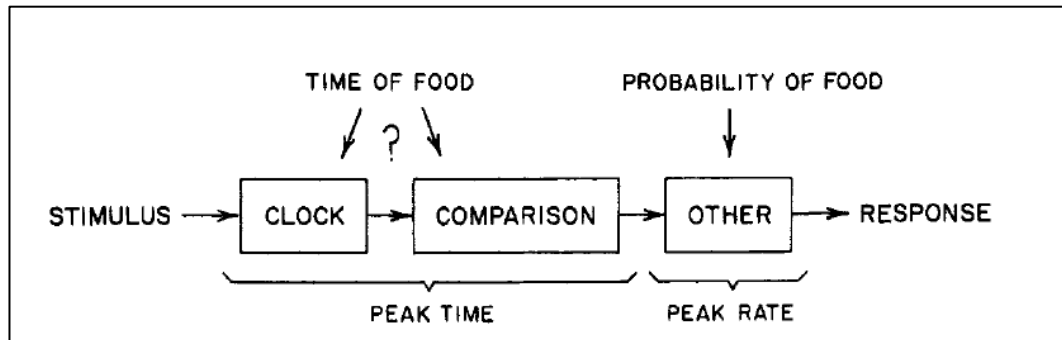 TIME OF FOOD
PROBABILITY OF FOOD
?
STIMULUS
CLOCK
COMPARISON
OTHER
RESPONSE
PEAK TIME
PEAK RATE